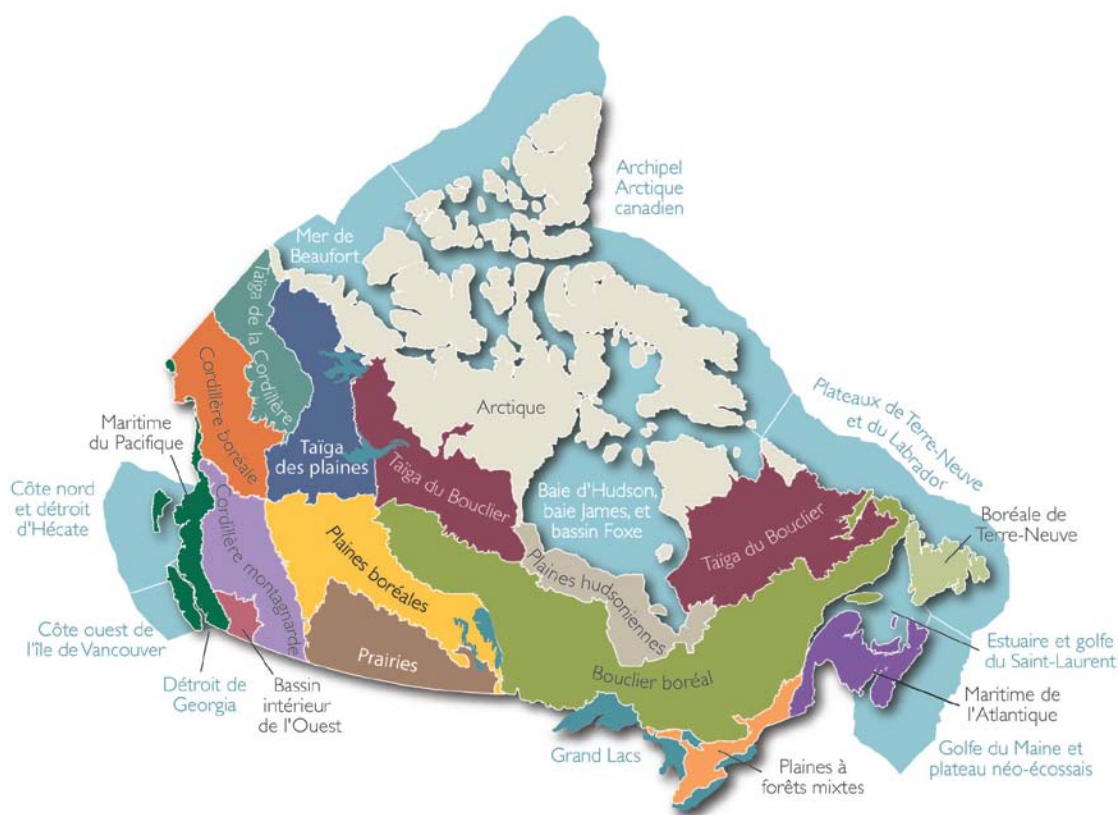 Archipel
Arctique
canadien
Mer de
Beaufort
Taïga de la Cordillère
Cordillère boréale
Maritime
du Pacifique
Arctique
Plateaux de Terre-Neuve
et du Labrador
Taïga
des plaines
Taïga du Bouclier
Côte nord
et détroit
d'Hécate
Baie d'Hudson,
baie James, et
bassin Foxe
Taïga du Bouclier
Boréale de
Terre-Neuve
Cordillère montagnarde
Plaines boréales
Plaines hudsoniennes
Côte ouest de
l'île de Vancouver
Prairies
Bouclier boréal
Estuaire et golfe
du Saint-Laurent
Détroit de
Georgia
Bassin
intérieur
de l'Ouest
Maritime de
l'Atlantique
Grand Lacs
Plaines à
forêts mixtes
Golfe du Maine et
plateau néo-écossais